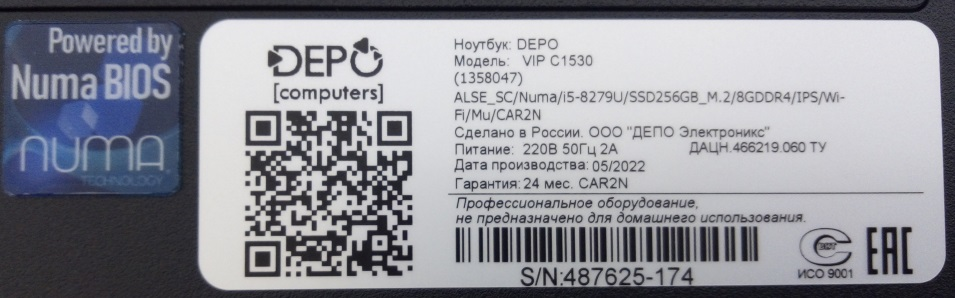 Powered by
Numa BIOS
NUMA
TECHNOLOGY
DEPO
[computers]
Ноутбук: DEPO
Модель: VIP C1530
(1358047)
ALSE_SC/Numa/i5-8279U/SSD256GB_M.2/8GDDR4/IPS/Wi-
Fi/Mu/CAR2N
Сделано в России. ООО "ДЕПО Электроникс"
Питание: 220В 50Гц 2А ДАЦН.466219.060 ТУ
Дата производства: 05/2022
Гарантия: 24 мес. CAR2N
Профессиональное оборудование,
не предназначено для домашнего использования.
S/N:487625-174
ИСО 9001
EAC